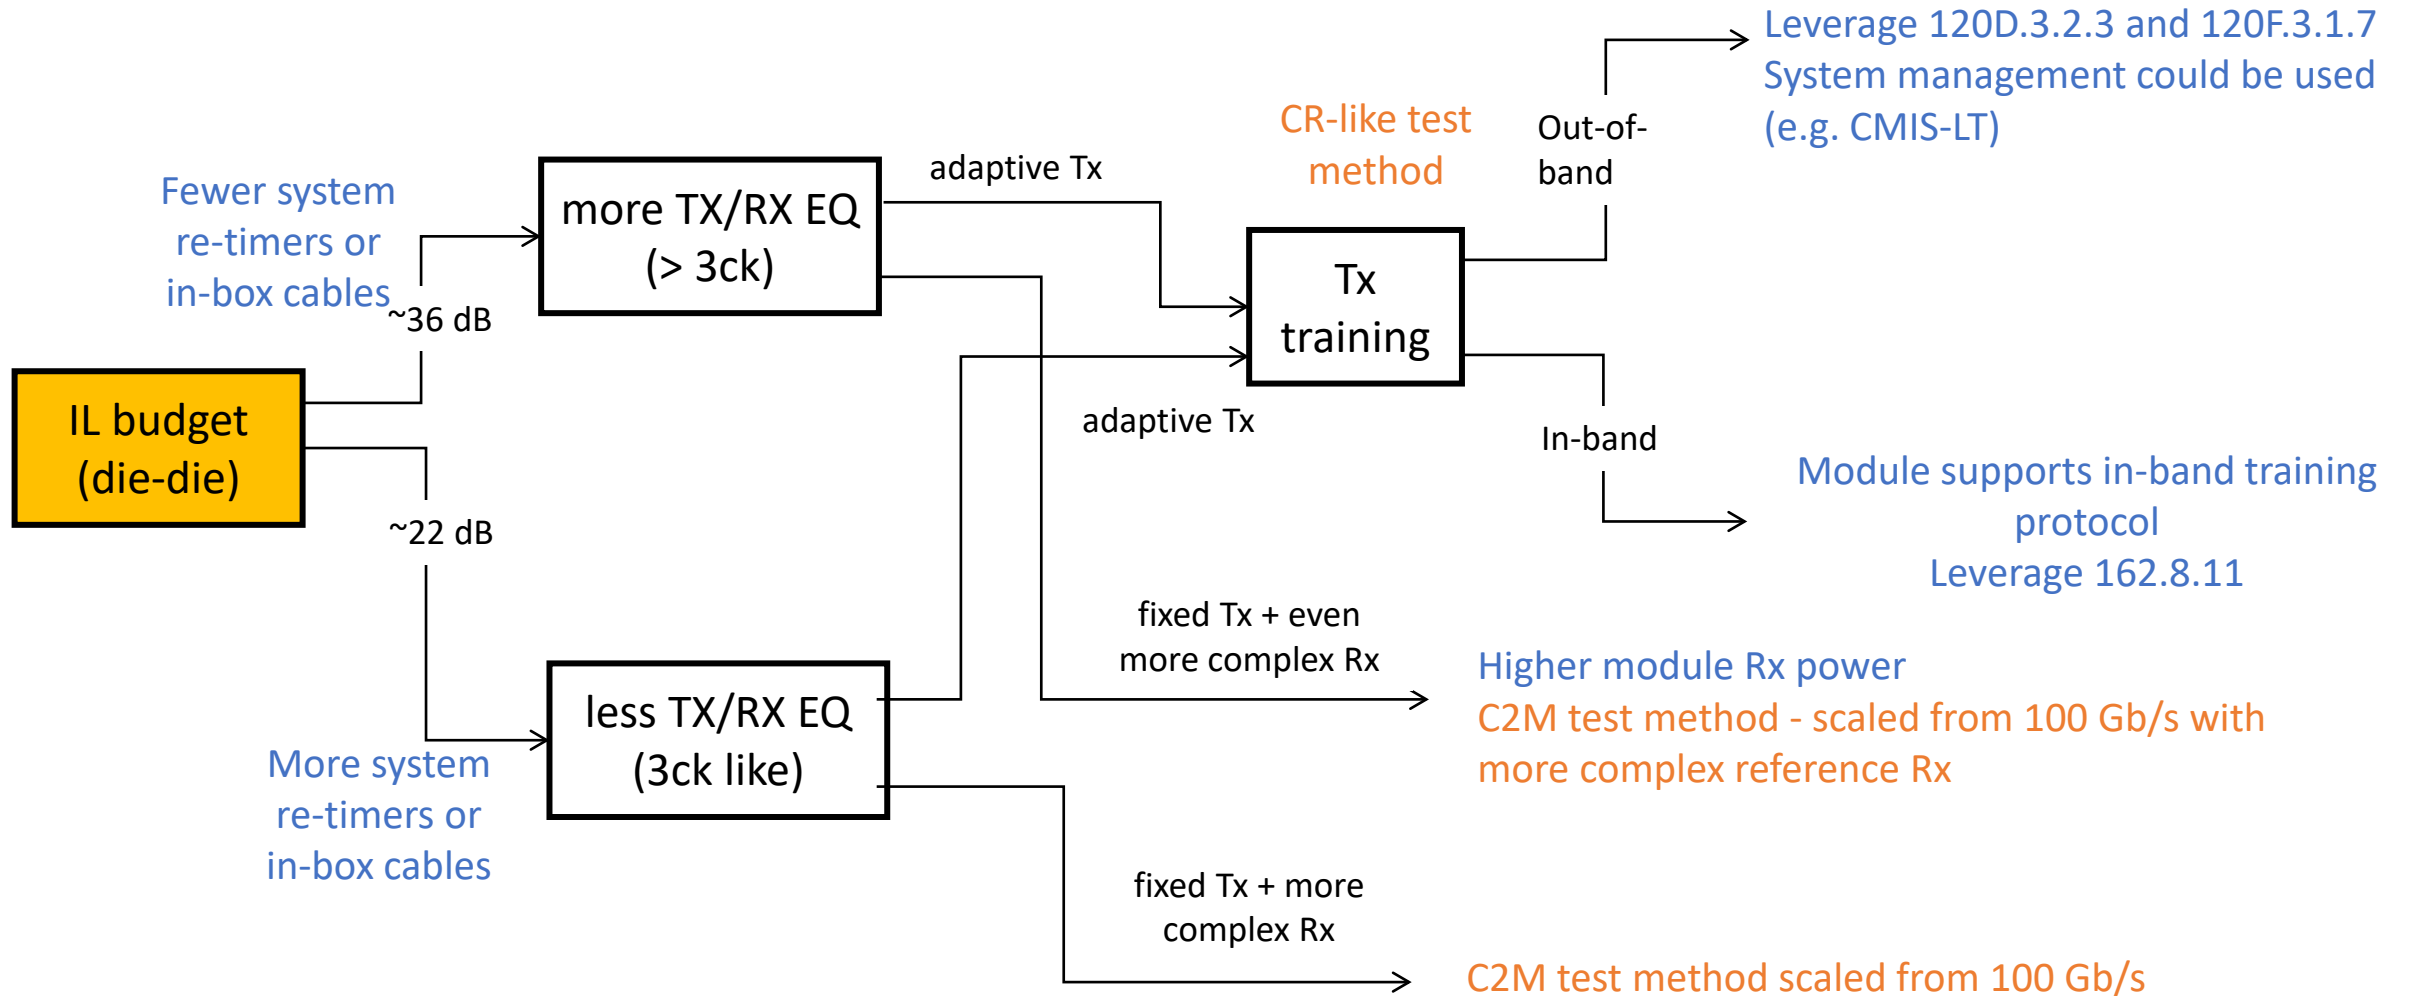 Leverage 120D.3.2.3 and 120F.3.1.7
System management could be used
(e.g. CMIS-LT)
CR-like test
method
Out-of-
band
adaptive Tx
Fewer system
re-timers or
in-box cables
more TX/RX EQ
(> 3ck)
~36 dB
Tx
training
IL budget
(die-die)
adaptive Tx
In-band
Module supports in-band training
protocol
Leverage 162.8.11
~22 dB
fixed Tx + even
more complex Rx
Higher module Rx power
C2M test method - scaled from 100 Gb/s with
more complex reference Rx
less TX/RX EQ
(3ck like)
More system
re-timers or
in-box cables
fixed Tx + more
complex Rx
C2M test method scaled from 100 Gb/s